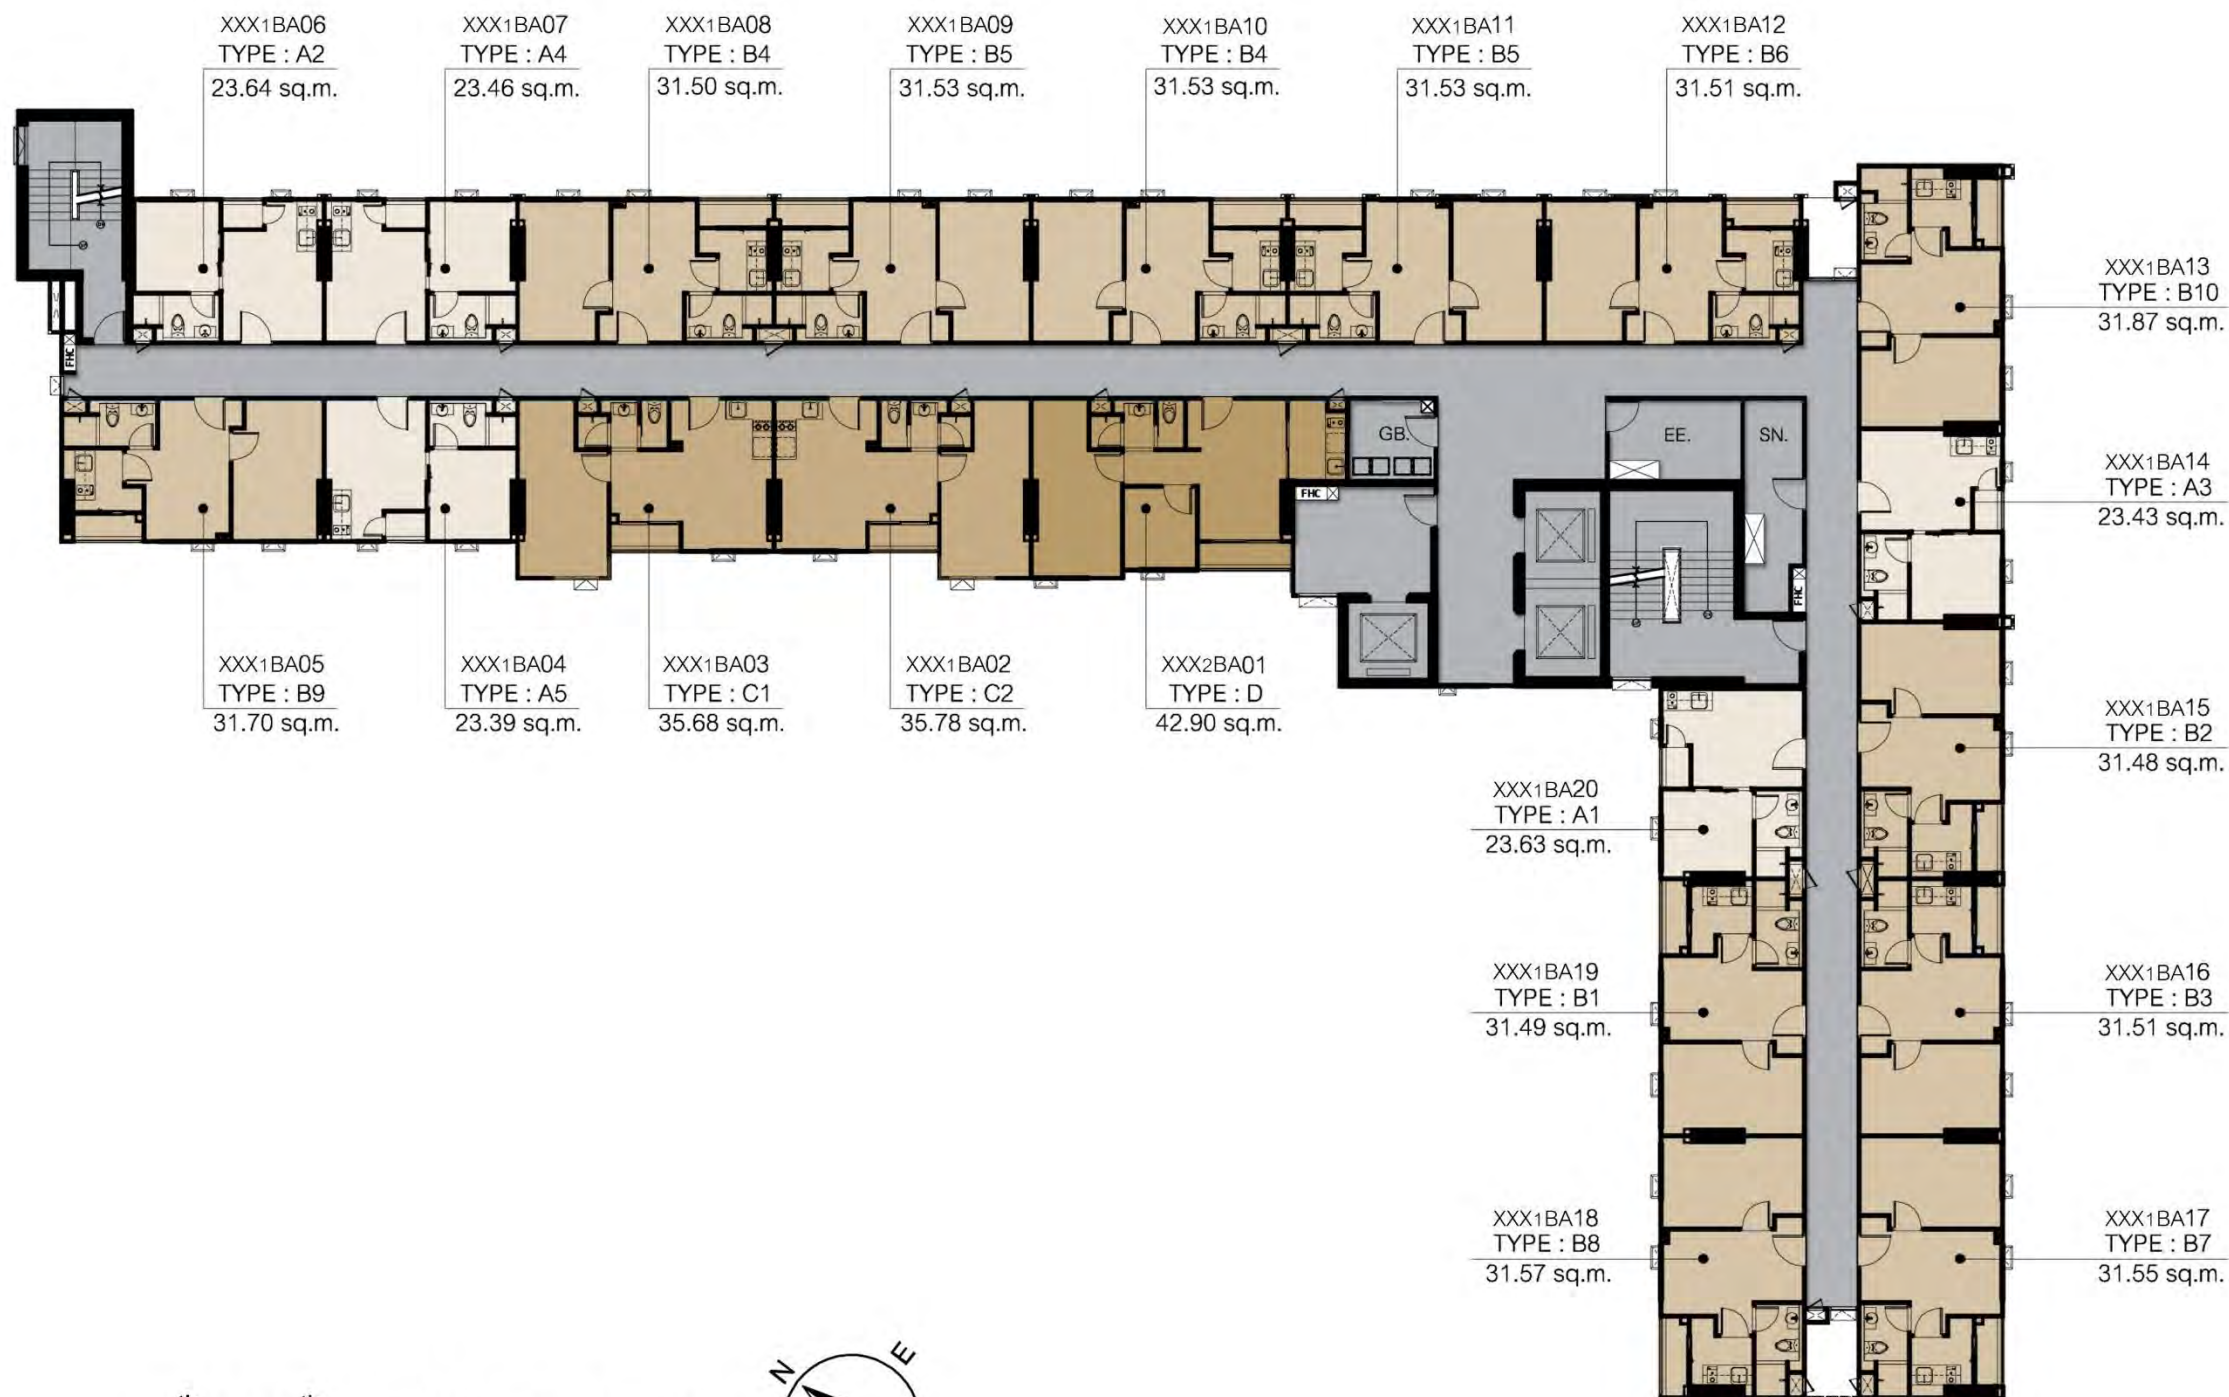 XXX1BA06
TYPE : A2
23.64 sq.m.
XXX1BA07
TYPE : A4
23.46 sq.m.
XXX1BA08
TYPE : B4
31.50 sq.m.
XXX1BA09
TYPE : B5
31.53 sq.m.
XXX1BA10
TYPE : B4
31.53 sq.m.
XXX1BA11
TYPE : B5
31.53 sq.m.
XXX1BA12
TYPE : B6
31.51 sq.m.
XXX1BA13
TYPE : B10
31.87 sq.m.
FHC
GB.
EE.
SN.
FHC
FHC
XXX1BA14
TYPE : A3
23.43 sq.m.
XXX1BA05
TYPE : B9
31.70 sq.m.
XXX1BA04
TYPE : A5
23.39 sq.m.
XXX1BA03
TYPE : C1
35.68 sq.m.
XXX1BA02
TYPE : C2
35.78 sq.m.
XXX2BA01
TYPE : D
42.90 sq.m.
XXX1BA15
TYPE : B2
31.48 sq.m.
XXX1BA20
TYPE : A1
23.63 sq.m.
XXX1BA19
TYPE : B1
31.49 sq.m.
XXX1BA16
TYPE : B3
31.51 sq.m.
XXX1BA18
TYPE : B8
31.57 sq.m.
XXX1BA17
TYPE : B7
31.55 sq.m.
N
E